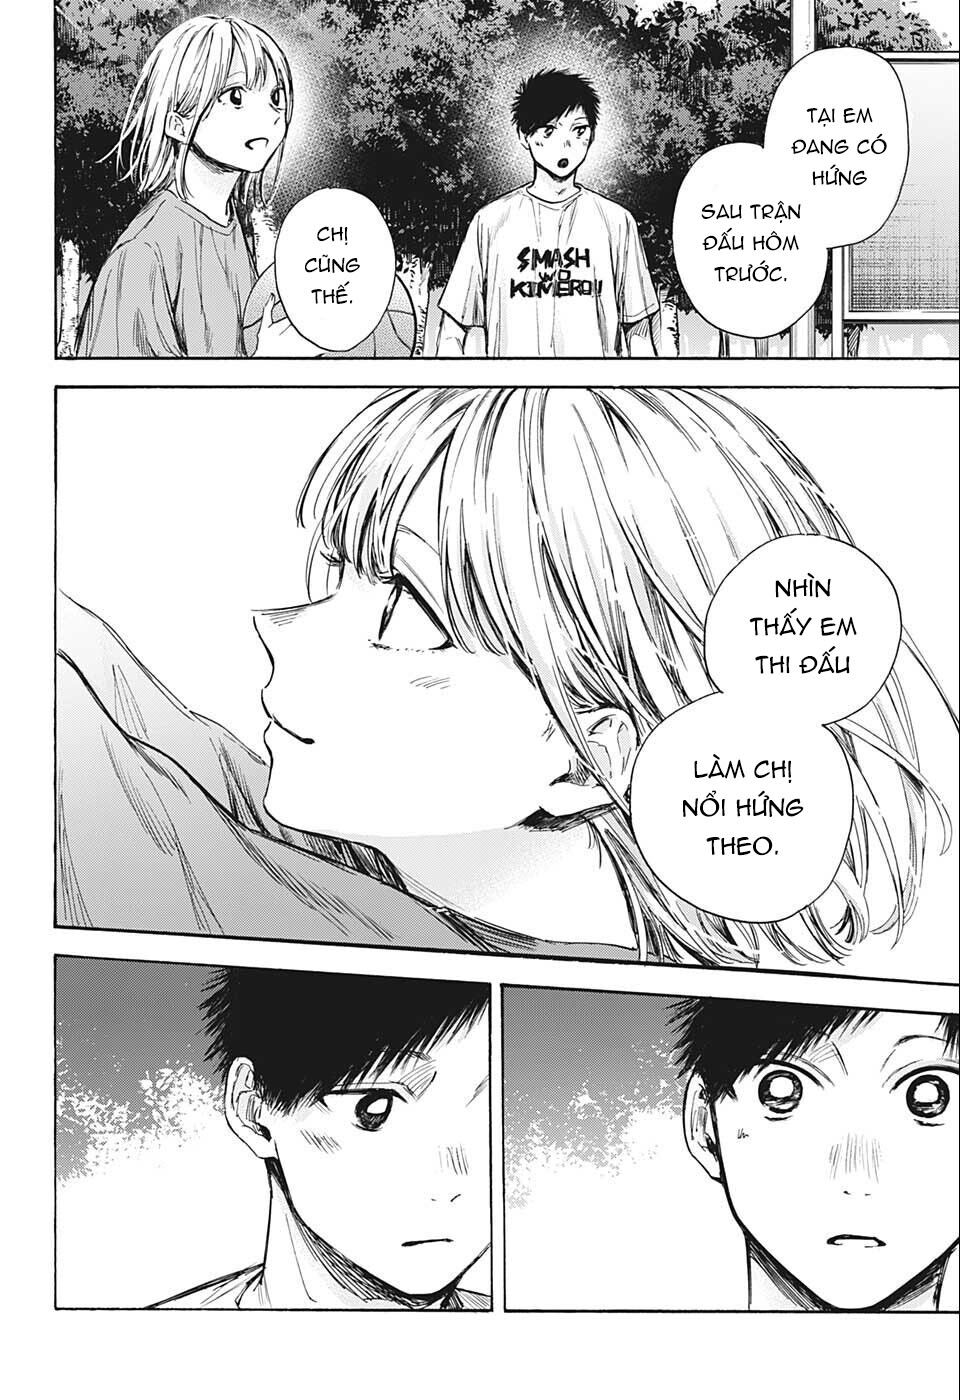 TẠI EM
ĐANG CÓ
HỨNG
SAU TRẬN
ĐẤU HÔM
TRƯỚC.
SMASH
WO
KIMERO!!
CHỊ
CŨNG
THẾ.
NHÌN
THẤY EM
THI ĐẤU
LÀM CHỊ
NỔI HỨNG
THEO.